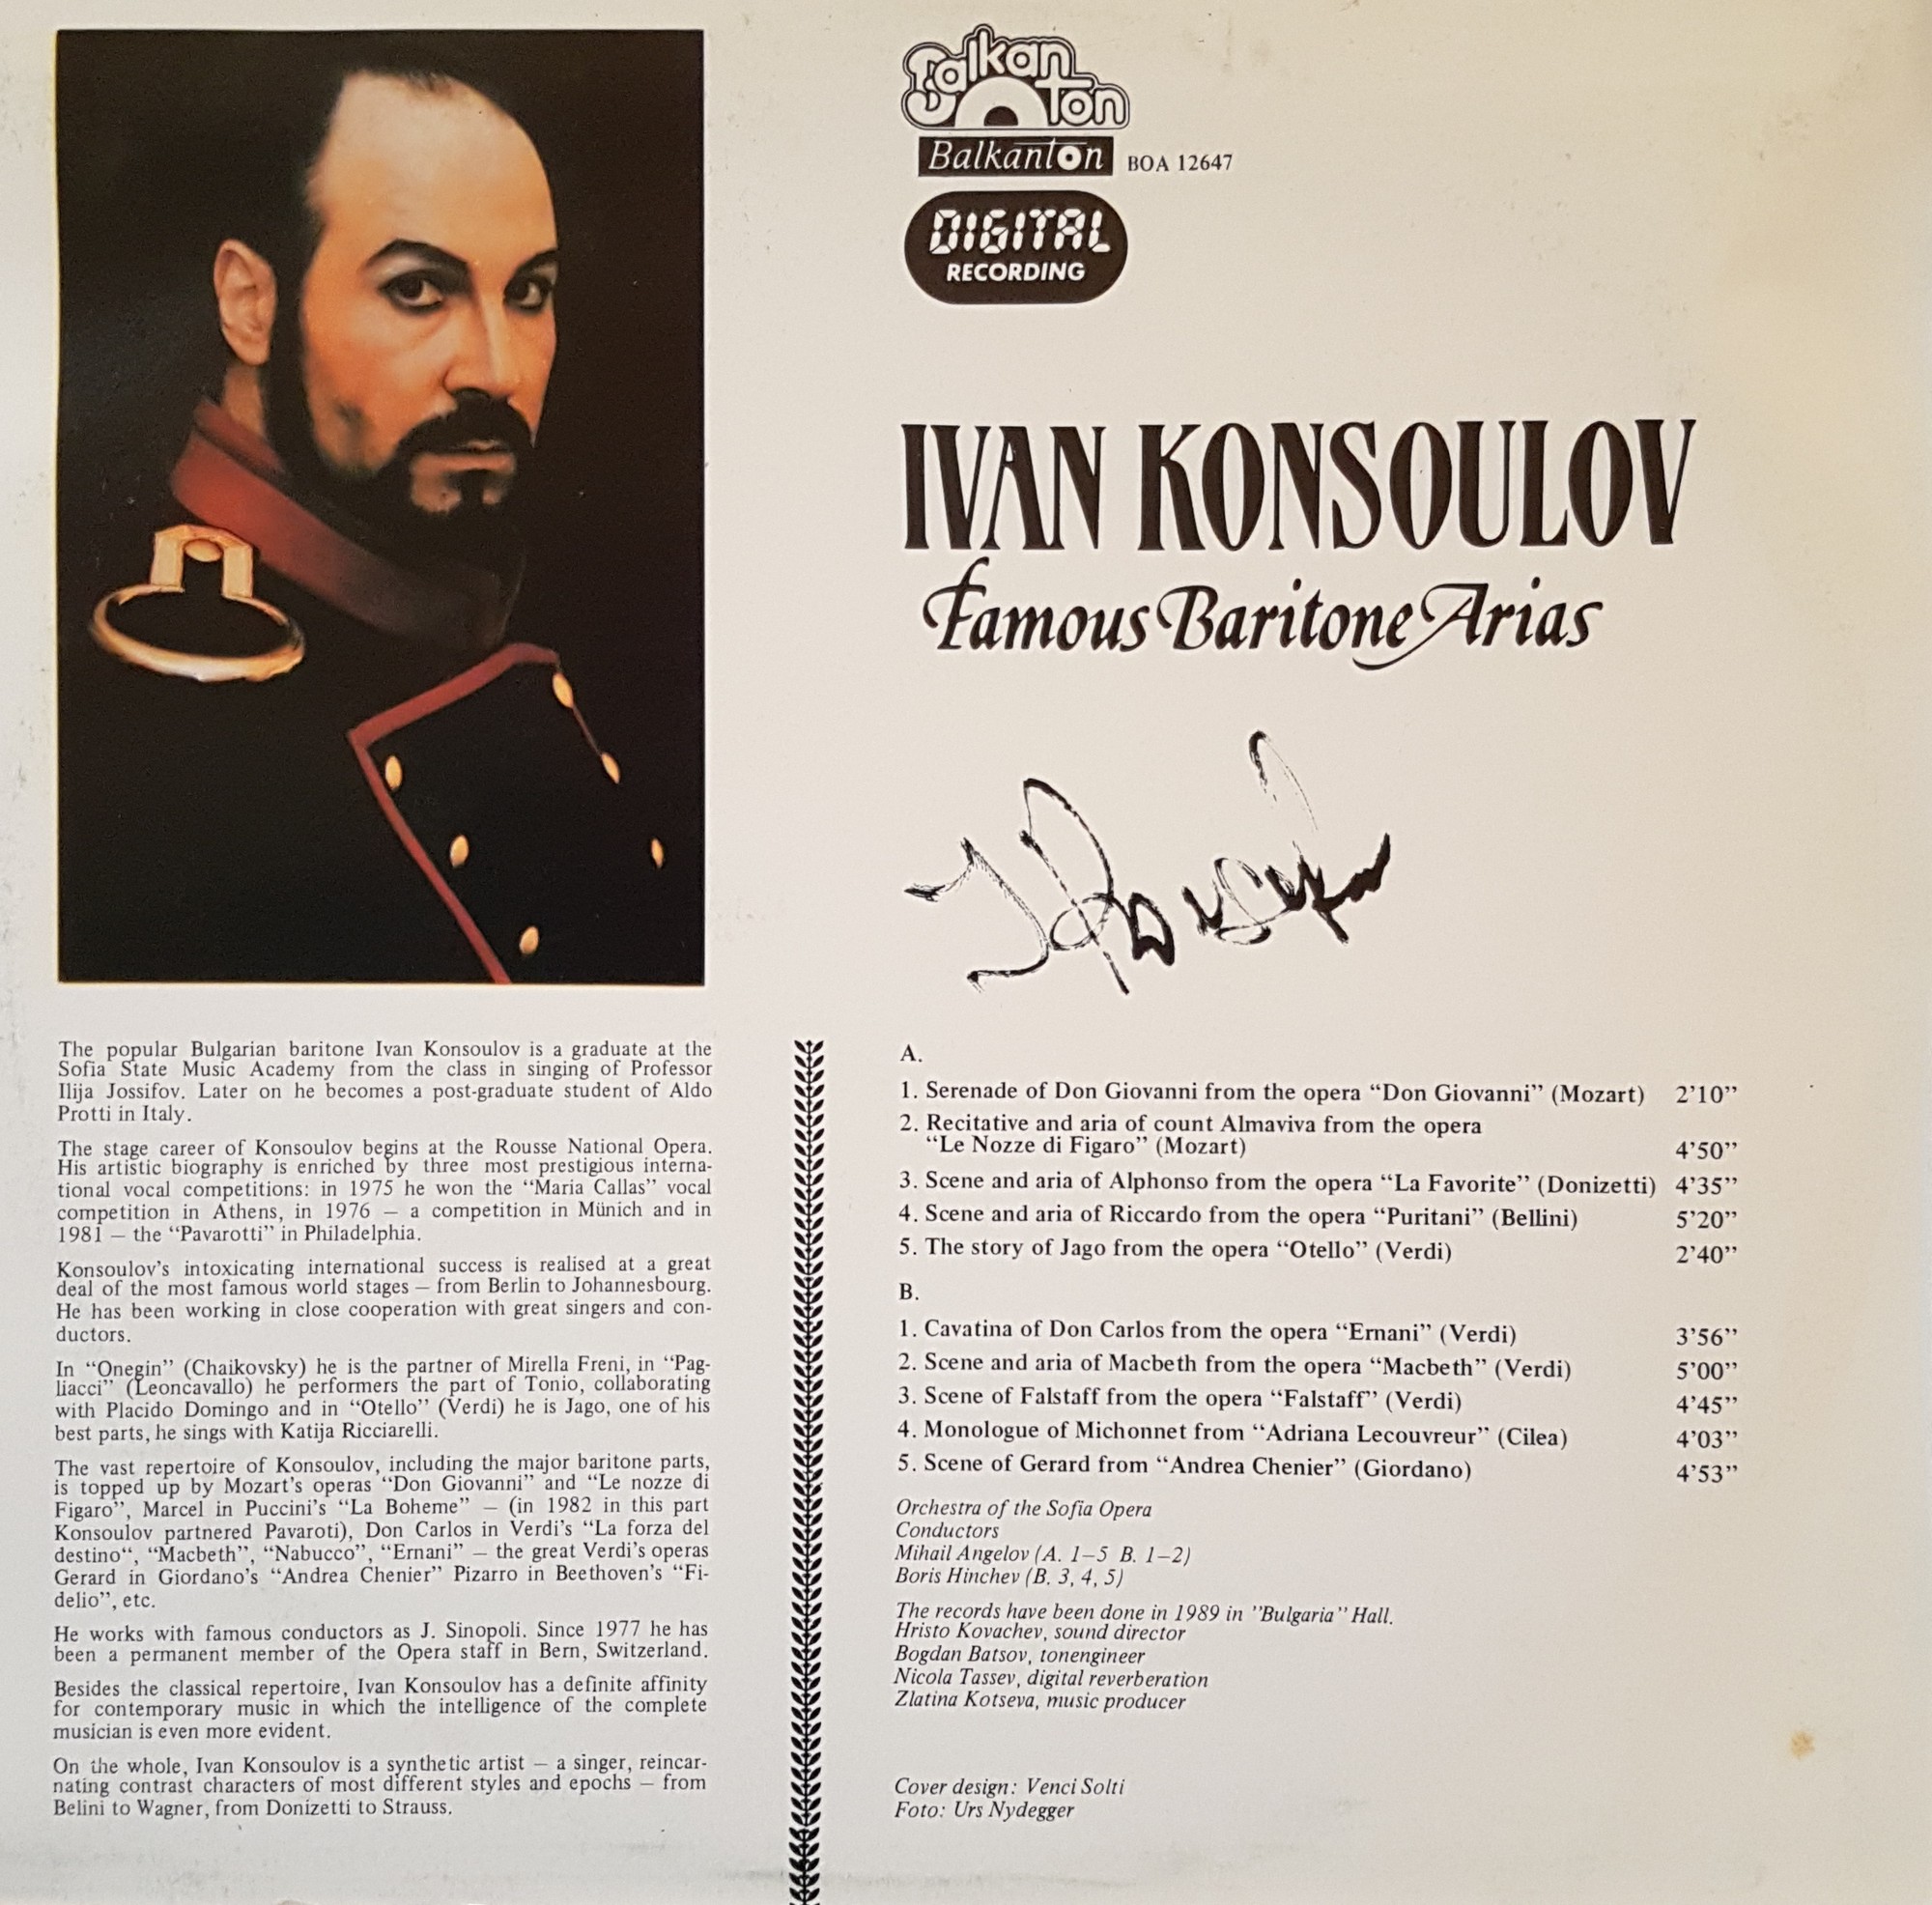 Balkan
Ton
Balkanton BOA 12647
DIGITAL
RECORDING
IVAN KONSOULOV
Famous Baritone Arias
The popular Bulgarian baritone Ivan Konsoulov is a graduate at the
Sofia State Music Academy from the class in singing of Professor
Ilija Jossifov. Later on he becomes a post-graduate student of Aldo
Protti in Italy.
The stage career of Konsoulov begins at the Rousse National Opera.
His artistic biography is enriched by three most prestigious interna-
tional vocal competitions: in 1975 he won the “Maria Callas” vocal
competition in Athens, in 1976 — a competition in Münich and in
1981 — the “Pavarotti” in Philadelphia.
Konsoulov's intoxicating international success is realised at a great
deal of the most famous world stages — from Berlin to Johannesbourg.
He has been working in close cooperation with great singers and con-
ductors.
In “Onegin” (Chaikovsky) he is the partner of Mirella Freni, in “Pag-
liacci” (Leoncavallo) he performers the part of Tonio, collaborating
with Placido Domingo and in “Otello” (Verdi) he is Jago, one of his
best parts, he sings with Katija Ricciarelli.
The vast repertoire of Konsoulov, including the major baritone parts,
is topped up by Mozart's operas “Don Giovanni” and “Le nozze di
Figaro”, Marcel in Puccini's “La Boheme” — (in 1982 in this part
Konsoulov partnered Pavaroti), Don Carlos in Verdi's “La forza del
destino“, “Macbeth”, “Nabucco”, “Ernani” — the great Verdi's operas
Gerard in Giordano's “Andrea Chenier” Pizarro in Beethoven's “Fi-
delio”, etc.
He works with famous conductors as J. Sinopoli. Since 1977 he has
been a permanent member of the Opera staff in Bern, Switzerland.
Besides the classical repertoire, Ivan Konsoulov has a definite affinity
for contemporary music in which the intelligence of the complete
musician is even more evident.
On the whole, Ivan Konsoulov is a synthetic artist — a singer, reincar-
nating contrast characters of most different styles and epochs — from
Belini to Wagner, from Donizetti to Strauss.
A.
1. Serenade of Don Giovanni from the opera “Don Giovanni” (Mozart) 2'10”
2. Recitative and aria of count Almaviva from the opera
“Le Nozze di Figaro” (Mozart) 4'50”
3. Scene and aria of Alphonso from the opera “La Favorite” (Donizetti) 4'35”
4. Scene and aria of Riccardo from the opera “Puritani” (Bellini) 5'20”
5. The story of Jago from the opera “Otello” (Verdi) 2'40”
B.
1. Cavatina of Don Carlos from the opera “Ernani” (Verdi) 3'56”
2. Scene and aria of Macbeth from the opera “Macbeth” (Verdi) 5'00”
3. Scene of Falstaff from the opera “Falstaff” (Verdi) 4'45”
4. Monologue of Michonnet from “Adriana Lecouvreur” (Cilea) 4'03”
5. Scene of Gerard from “Andrea Chenier” (Giordano) 4'53”
Orchestra of the Sofia Opera
Conductors
Mihail Angelov (A. 1—5 B. 1—2)
Boris Hinchev (B. 3, 4, 5)
The records have been done in 1989 in ”Bulgaria” Hall.
Hristo Kovachev, sound director
Bogdan Batsov, tonengineer
Nicola Tassev, digital reverberation
Zlatina Kotseva, music producer
Cover design: Venci Solti
Foto: Urs Nydegger